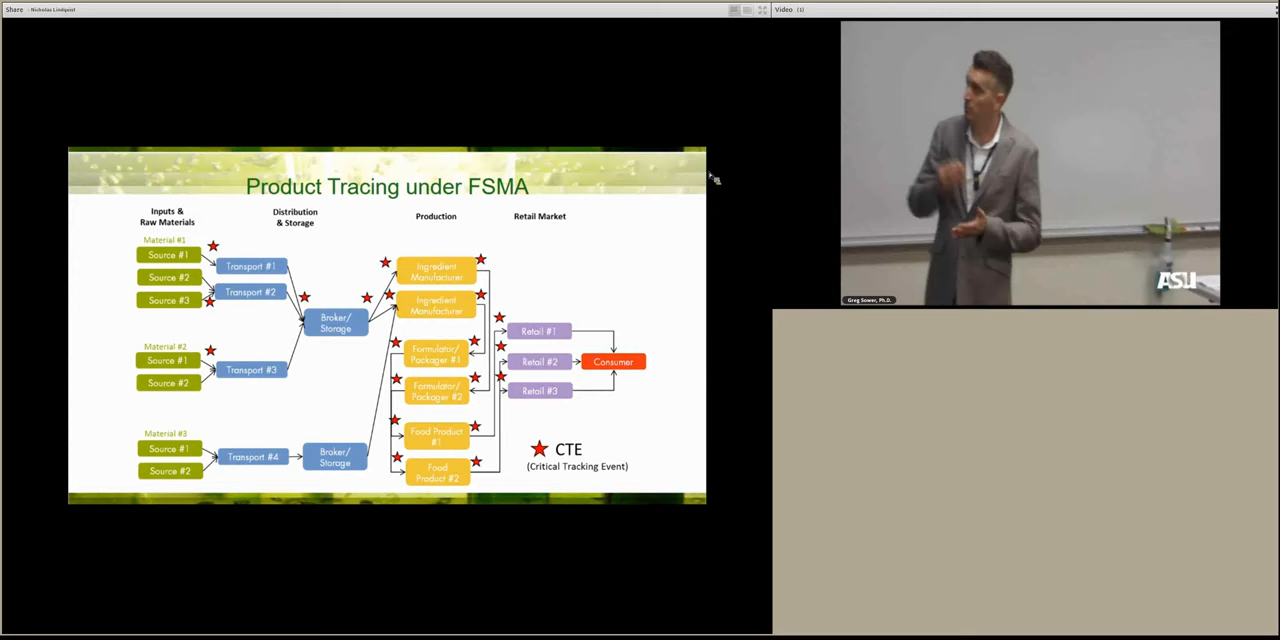 Share - Nicholas Lindquist
Video (1)
Product Tracing under FSMA
Inputs &
Raw Materials
Distribution
& Storage
Production
Retail Market
Material #1
Source #1
Source #2
Source #3
Transport #1
Transport #2
Material #2
Source #1
Source #2
Transport #3
Material #3
Source #1
Source #2
Transport #4
Broker/
Storage
Broker/
Storage
Ingredient
Manufacturer
Ingredient
Manufacturer
Formulator/
Packager #1
Formulator/
Packager #2
Food Product
#1
Food
Product #2
Retail #1
Retail #2
Retail #3
Consumer
CTE
(Critical Tracking Event)
Greg Sower, Ph.D.
ASU